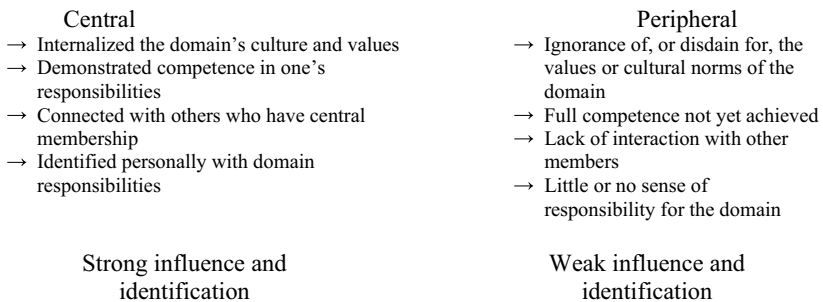 Central
→ Internalized the domain's culture and values
→ Demonstrated competence in one's
responsibilities
→ Connected with others who have central
membership
→ Identified personally with domain
responsibilities
Strong influence and
identification
Peripheral
→ Ignorance of, or disdain for, the
values or cultural norms of the
domain
→ Full competence not yet achieved
→ Lack of interaction with other
members
→ Little or no sense of
responsibility for the domain
Weak influence and
identification